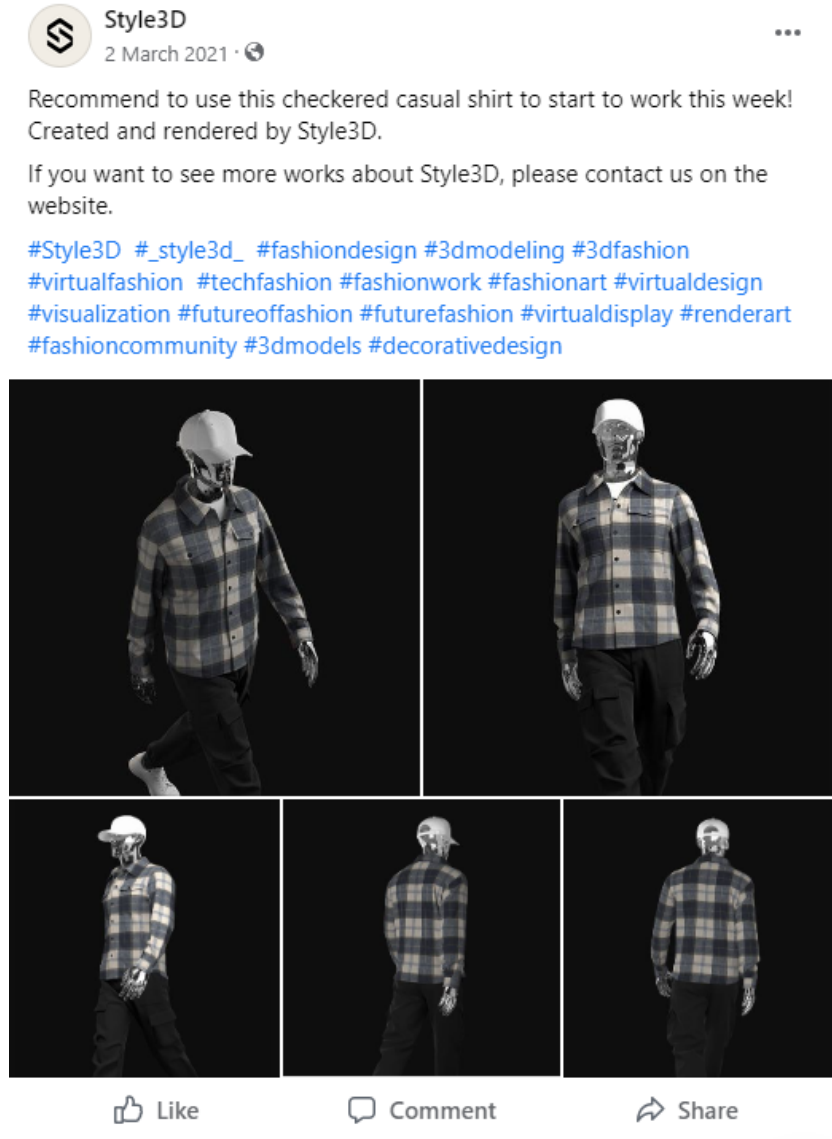 Style3D
2 March 2021 ·
Recommend to use this checkered casual shirt to start to work this week!
Created and rendered by Style3D.
If you want to see more works about Style3D, please contact us on the
website.
#Style3D #_style3d_ #fashiondesign #3dmodeling #3dfashion
#virtualfashion #techfashion #fashionwork #fashionart #virtualdesign
#visualization #futureoffashion #futurefashion #virtualdisplay #renderart
#fashioncommunity #3dmodels #decorativedesign
Like Comment Share